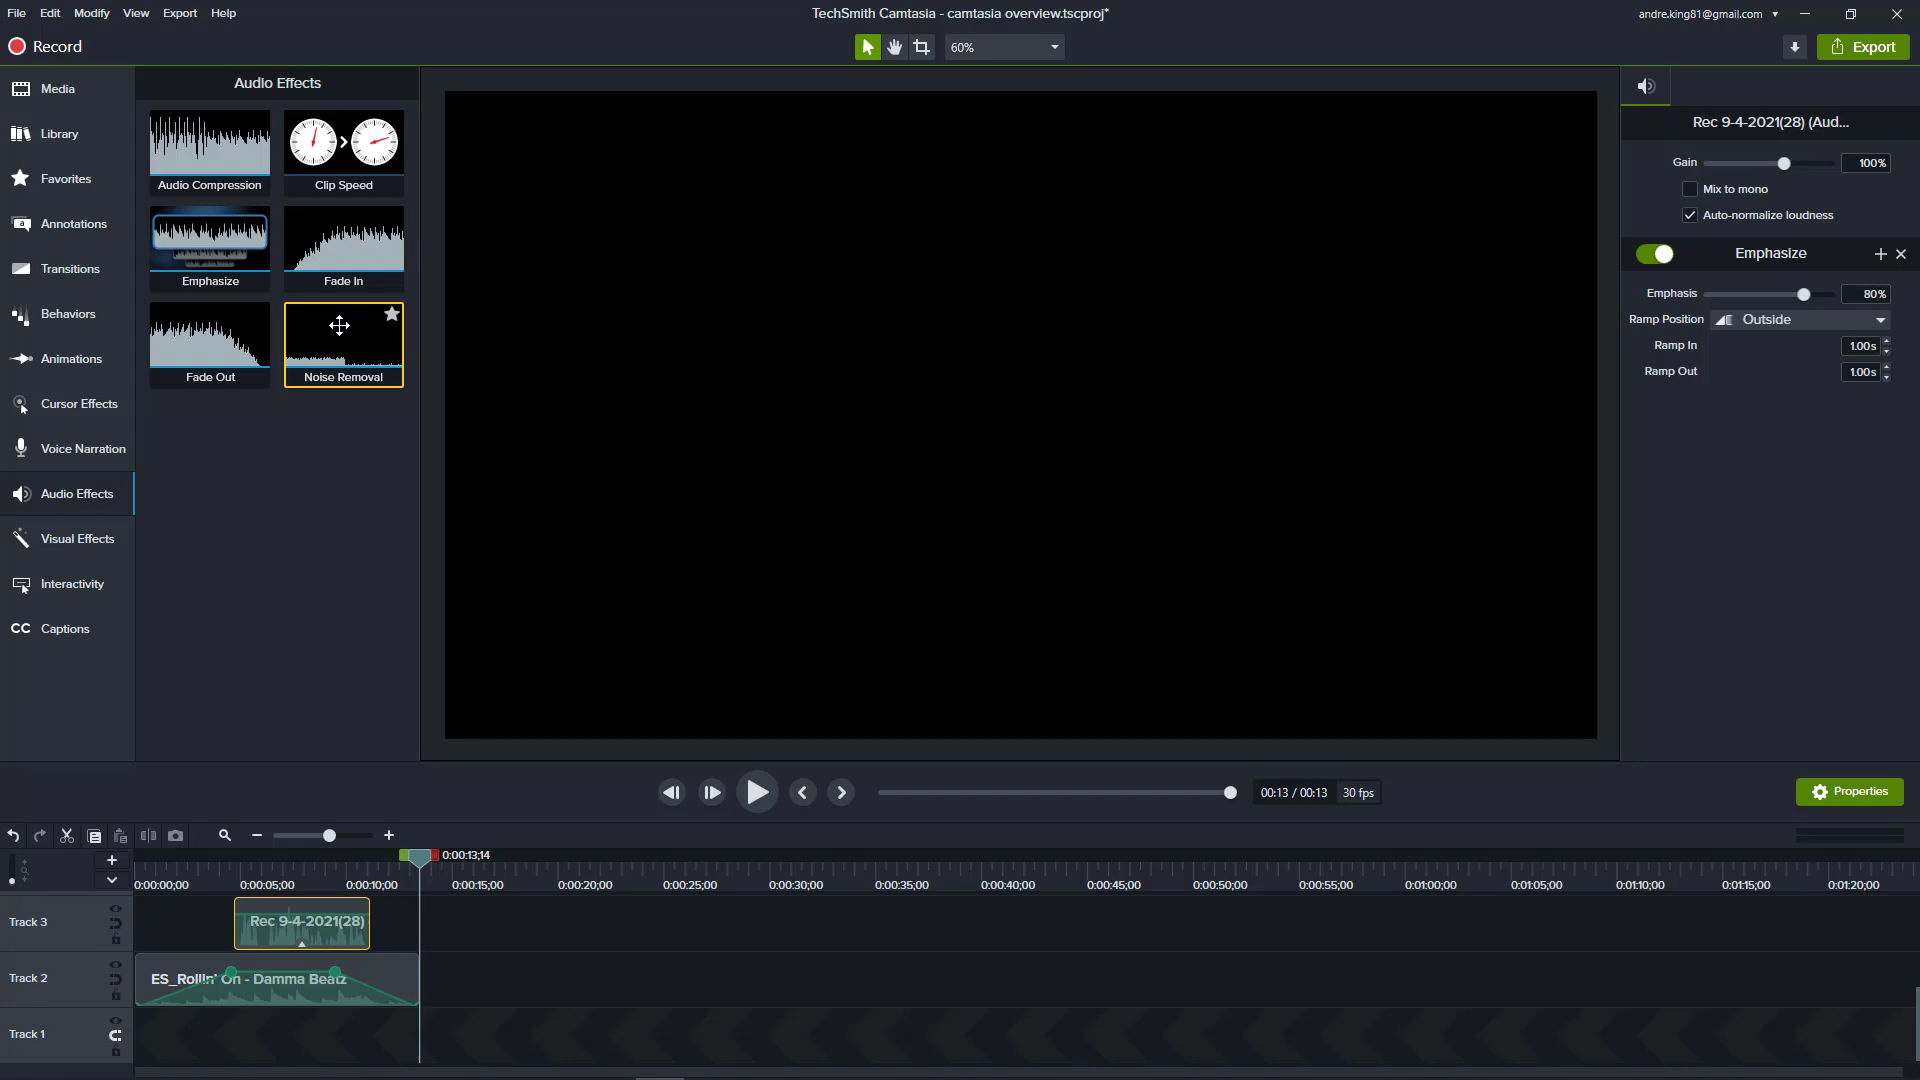 File Edit Modify View Export Help
TechSmith Camtasia - camtasia overview.tscproj*
andre.king81@gmail.com
Record
60%
Export
Media
Library
Favorites
Annotations
Transitions
Behaviors
Animations
Cursor Effects
Voice Narration
Audio Effects
Visual Effects
Interactivity
CC Captions
Audio Effects
Audio Compression
Clip Speed
Emphasize
Fade In
Fade Out
Noise Removal
Rec 9-4-2021(28) (Aud...
Gain 100%
Mix to mono
Auto-normalize loudness
Emphasize
Emphasis 80%
Ramp Position Outside
Ramp In 1.00s
Ramp Out 1.00s
00:13 / 00:13 30 fps
Properties
0:00:13;14
0:00:00;00 0:00:05;00 0:00:10;00 0:00:15;00 0:00:20;00 0:00:25;00 0:00:30;00 0:00:35;00 0:00:40;00 0:00:45;00 0:00:50;00 0:00:55;00 0:01:00;00 0:01:05;00 0:01:10;00 0:01:15;00 0:01:20;00
Track 3
Rec 9-4-2021(28)
Track 2
ES_Rollin' On - Damma Beatz
Track 1